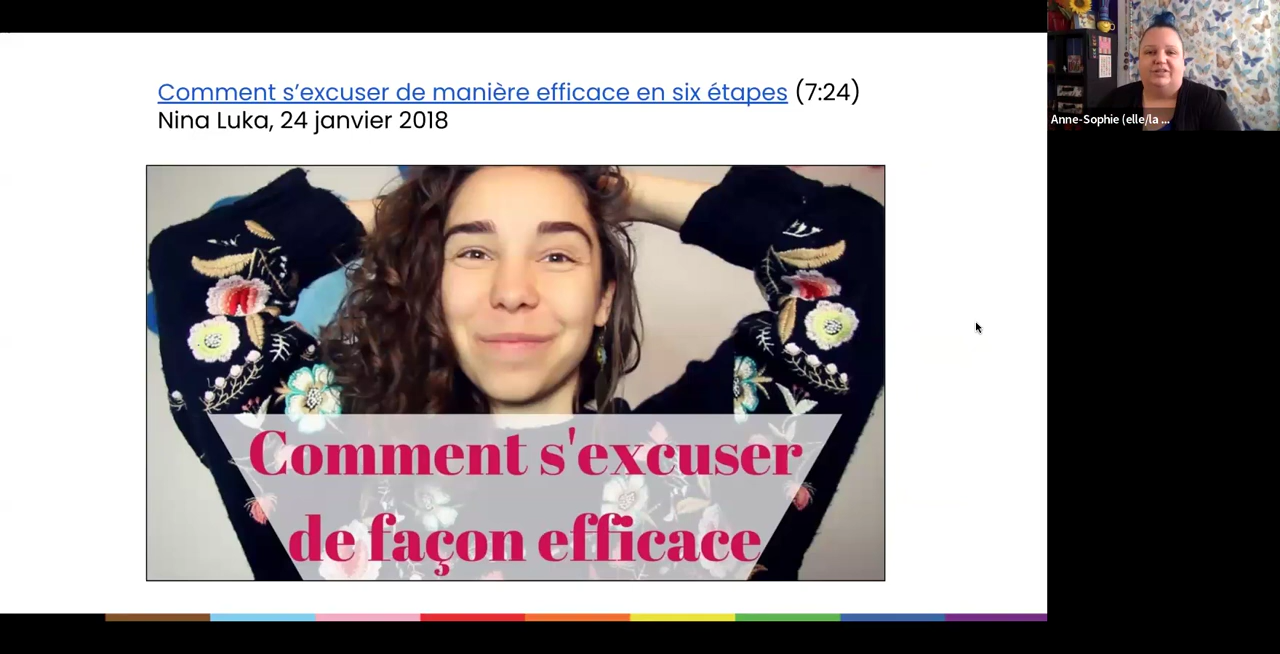 Comment s’excuser de manière efficace en six étapes (7:24)
Nina Luka, 24 janvier 2018
Comment s'excuser
de façon efficace
Anne-Sophie (elle/la ...